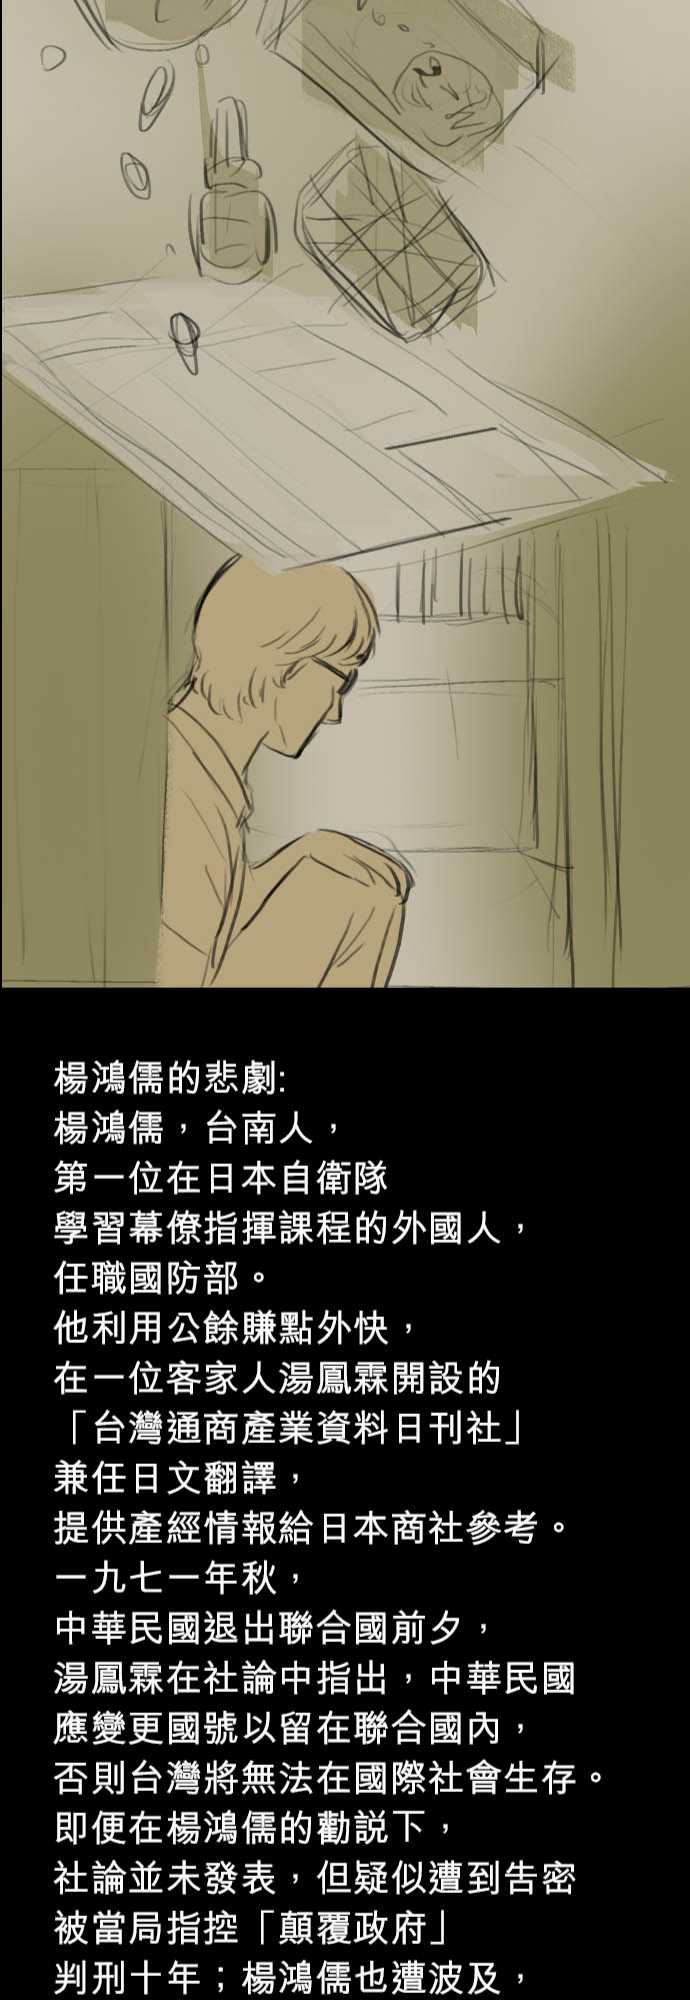 楊鴻儒的悲劇:
楊鴻儒，台南人，
第一位在日本自衛隊
學習幕僚指揮課程的外國人，
任職國防部。
他利用公餘賺點外快，
在一位客家人湯鳳霖開設的
「台灣通商產業資料日刊社」
兼任日文翻譯，
提供產經情報給日本商社參考。
一九七一年秋，
中華民國退出聯合國前夕，
湯鳳霖在社論中指出，中華民國
應變更國號以留在聯合國內，
否則台灣將無法在國際社會生存。
即便在楊鴻儒的勸說下，
社論並未發表，但疑似遭到告密
被當局指控「顛覆政府」
判刑十年；楊鴻儒也遭波及，